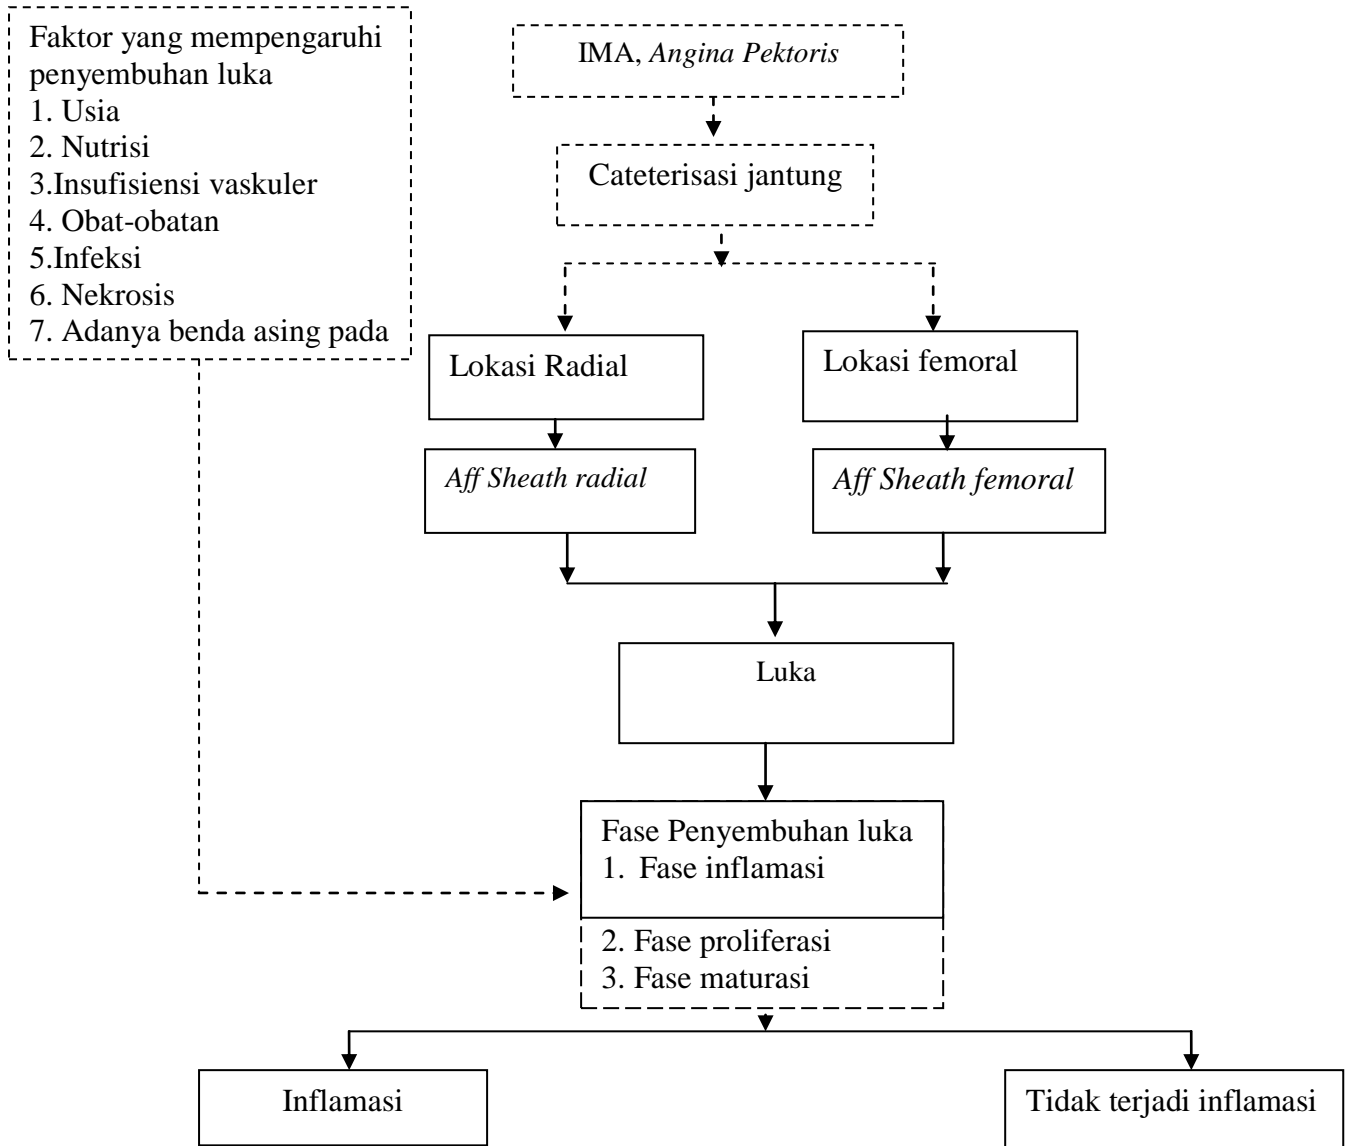 Faktor yang mempengaruhi
penyembuhan luka
1. Usia
2. Nutrisi
3.Insufisiensi vaskuler
4. Obat-obatan
5.Infeksi
6. Nekrosis
7. Adanya benda asing pada
IMA, Angina Pektoris
Cateterisasi jantung
Lokasi Radial
Lokasi femoral
Aff Sheath radial
Aff Sheath femoral
Luka
Fase Penyembuhan luka
1. Fase inflamasi
2. Fase proliferasi
3. Fase maturasi
Inflamasi
Tidak terjadi inflamasi